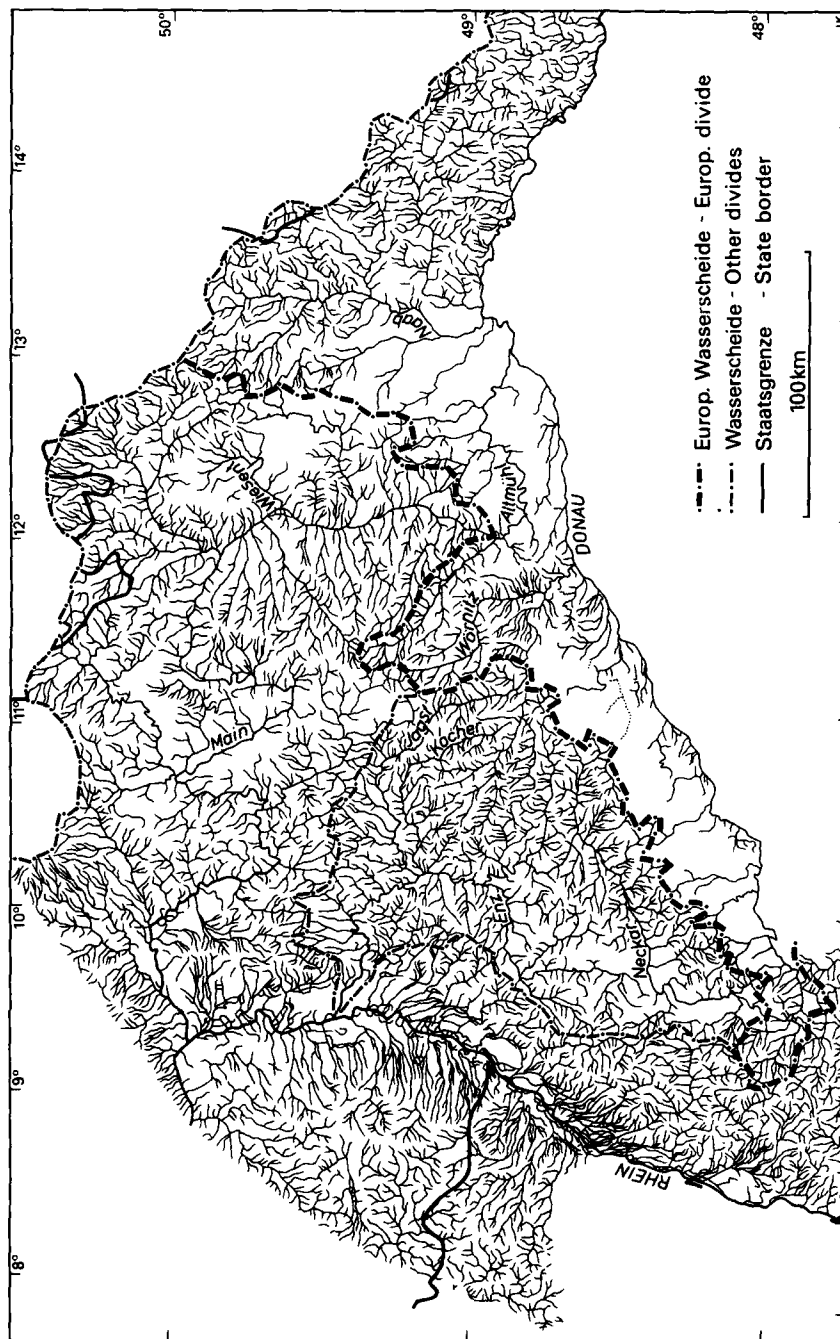 8°
9°
10°
11°
12°
13°
14°
50°
49°
48°
Main
Wiesent
Naab
Jagst
Kocher
Wörnitz
Altmühl
Enz
Neckar
DONAU
RHEIN
Europ. Wasserscheide - Europ. divide
Wasserscheide - Other divides
Staatsgrenze - State border
100km